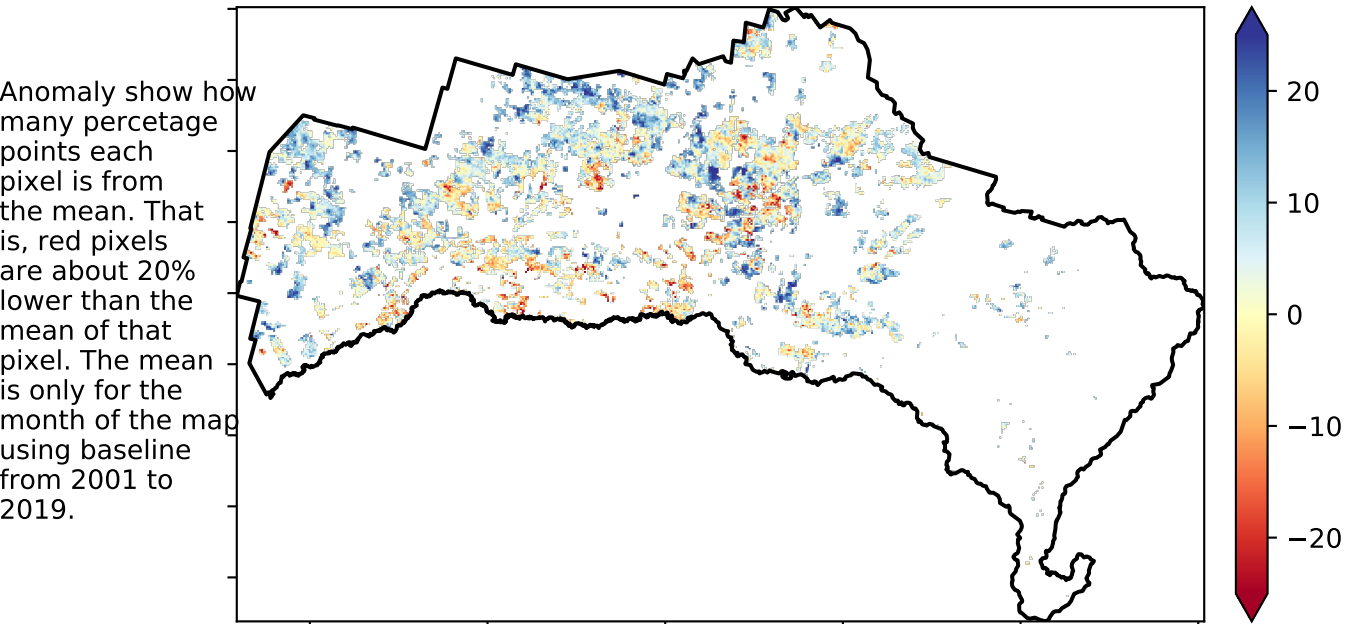 Anomaly show how
many percetage
points each
pixel is from
the mean. That
is, red pixels
are about 20%
lower than the
mean of that
pixel. The mean
is only for the
month of the map
using baseline
from 2001 to
2019.
20
10
0
−10
−20